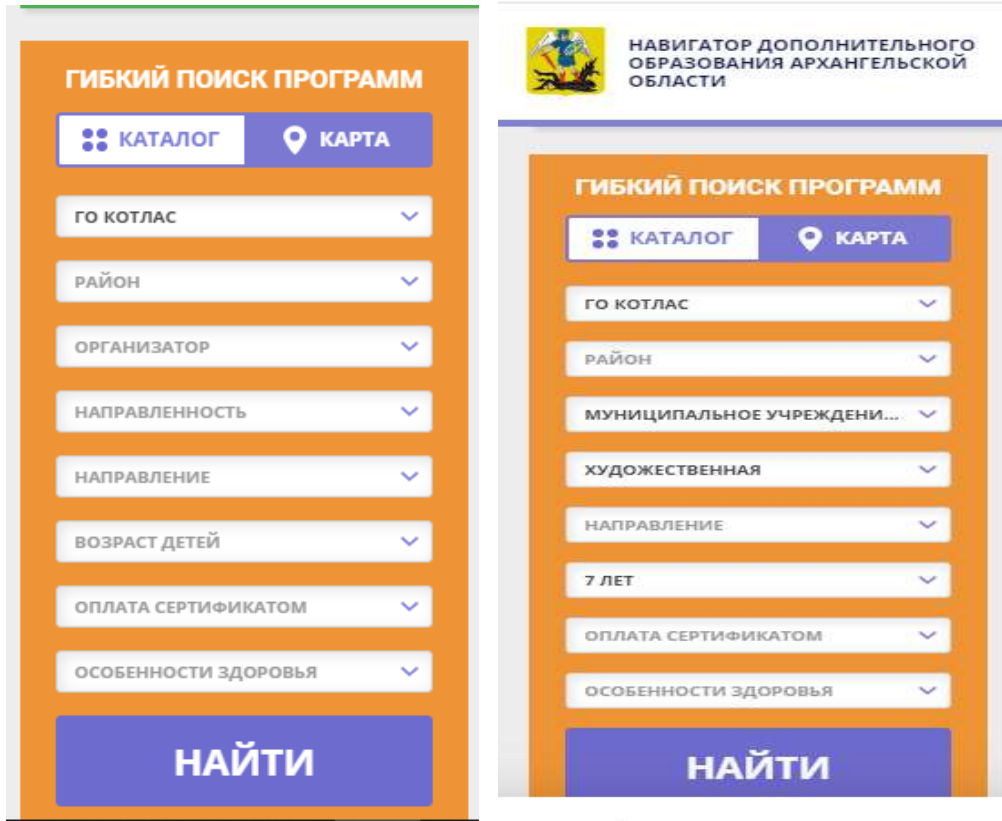 ГИБКИЙ ПОИСК ПРОГРАММ
КАТАЛОГ
КАРТА
ГО КОТЛАС
РАЙОН
ОРГАНИЗАТОР
НАПРАВЛЕННОСТЬ
НАПРАВЛЕНИЕ
ВОЗРАСТ ДЕТЕЙ
ОПЛАТА СЕРТИФИКАТОМ
ОСОБЕННОСТИ ЗДОРОВЬЯ
НАЙТИ
НАВИГАТОР ДОПОЛНИТЕЛЬНОГО
ОБРАЗОВАНИЯ АРХАНГЕЛЬСКОЙ
ОБЛАСТИ
ГИБКИЙ ПОИСК ПРОГРАММ
КАТАЛОГ
КАРТА
ГО КОТЛАС
РАЙОН
МУНИЦИПАЛЬНОЕ УЧРЕЖДЕНИ...
ХУДОЖЕСТВЕННАЯ
НАПРАВЛЕНИЕ
7 ЛЕТ
ОПЛАТА СЕРТИФИКАТОМ
ОСОБЕННОСТИ ЗДОРОВЬЯ
НАЙТИ